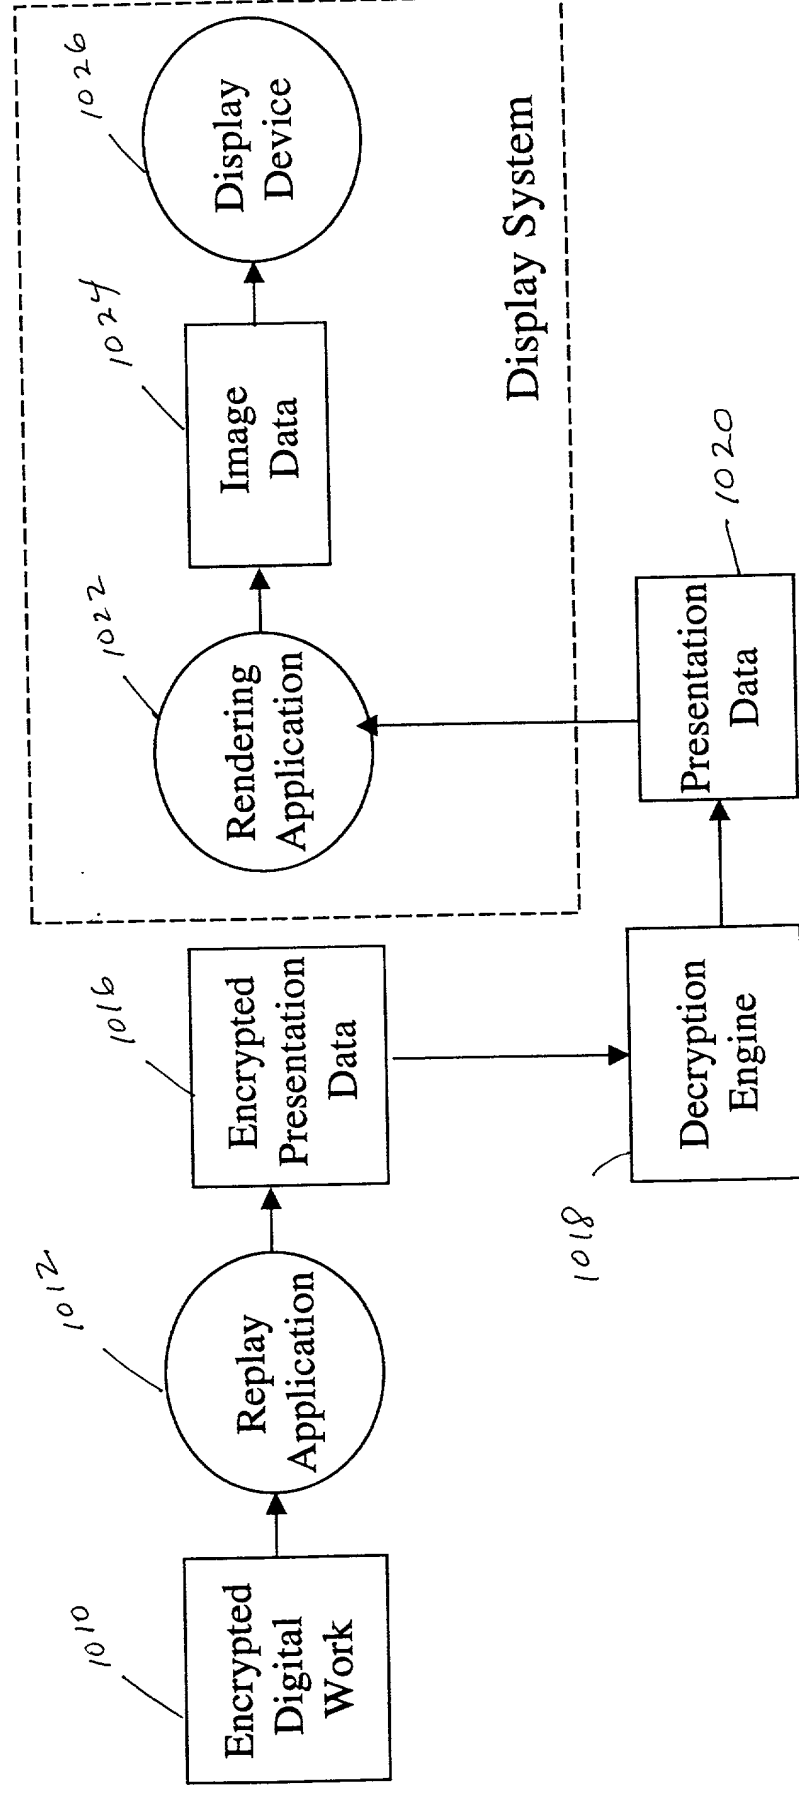 1010
Encrypted
Digital
Work
1012
Replay
Application
1016
Encrypted
Presentation
Data
1018
Decryption
Engine
1020
Presentation
Data
1022
Rendering
Application
1024
Image
Data
1026
Display
Device
Display System